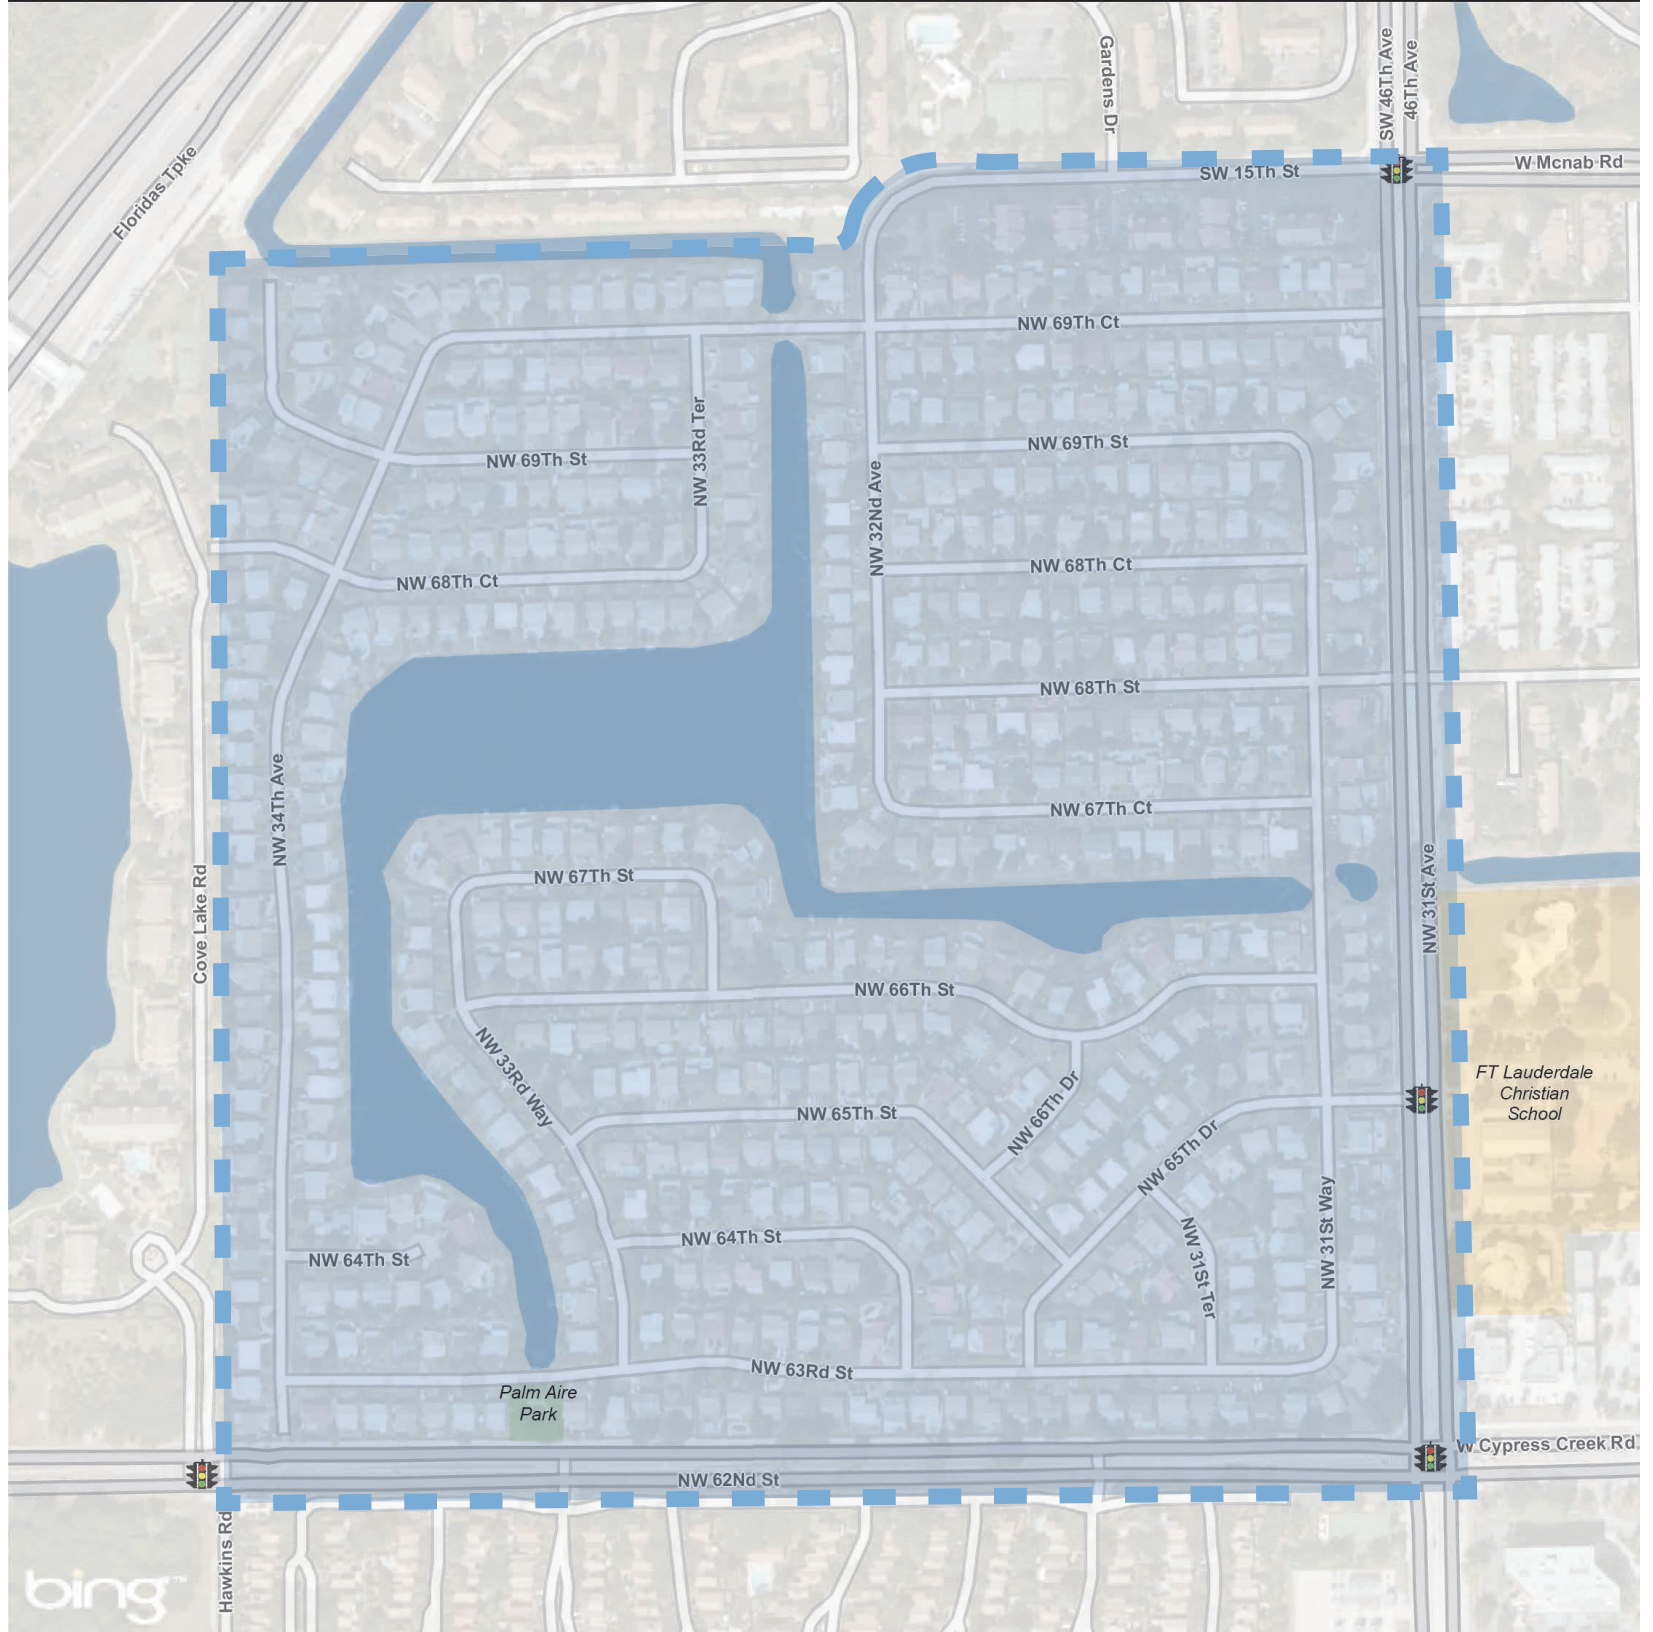 SW 46Th Ave
46Th Ave
Gardens Dr
W Mcnab Rd
SW 15Th St
Floridas Tpke
NW 69Th Ct
NW 33Rd Ter
NW 69Th St
NW 69Th St
NW 32Nd Ave
NW 68Th Ct
NW 68Th Ct
NW 68Th St
NW 34Th Ave
NW 67Th Ct
NW 67Th St
Cove Lake Rd
NW 31St Ave
NW 66Th St
NW 33Rd Way
FT Lauderdale
Christian
School
NW 65Th St
NW 66Th Dr
NW 65Th Dr
NW 64Th St
NW 64Th St
NW 31St Ter
NW 31St Way
NW 63Rd St
Palm Aire
Park
W Cypress Creek Rd
NW 62Nd St
Hawkins Rd
bing